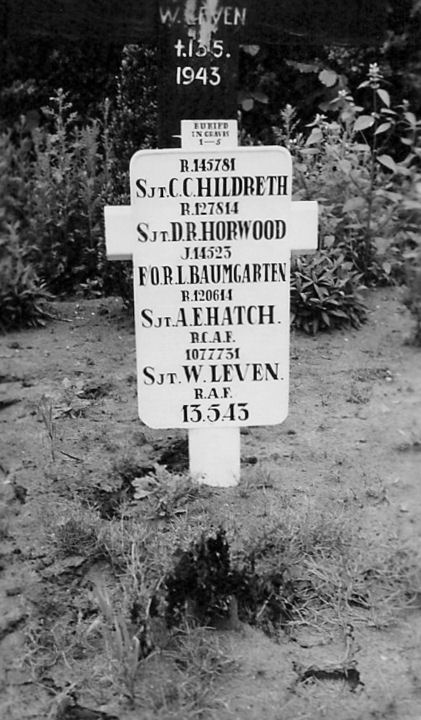 W. LEVEN
†.13·5.
1943
BURIED
IN GRAVES
1—5
R.145781
SJT.C.C.HILDRETH
R.127814
SJT.D.R.HORWOOD
J.14523
F/O.R.L.BAUMGARTEN
R.120614
SJT.A.E.HATCH.
R.C.A.F.
1077731
SJT.W.LEVEN.
R.A.F.
13.5.43